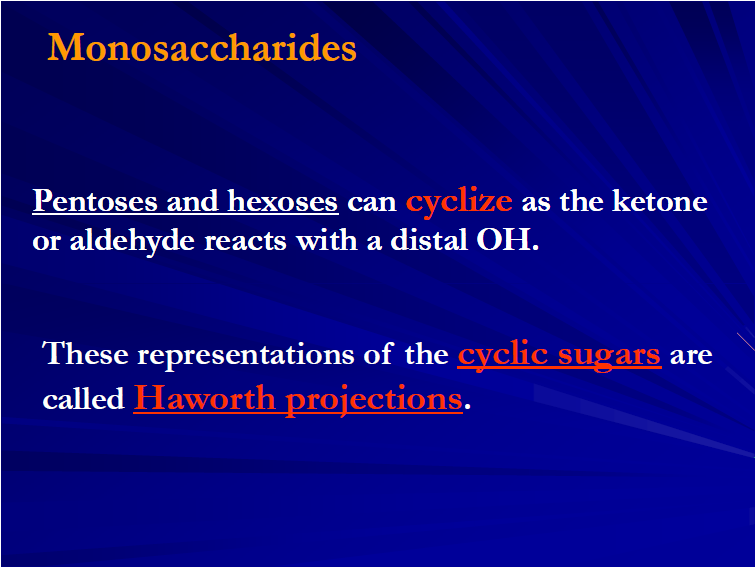 Monosaccharides
Pentoses and hexoses can cyclize as the ketone
or aldehyde reacts with a distal OH.
These representations of the cyclic sugars are
called Haworth projections.